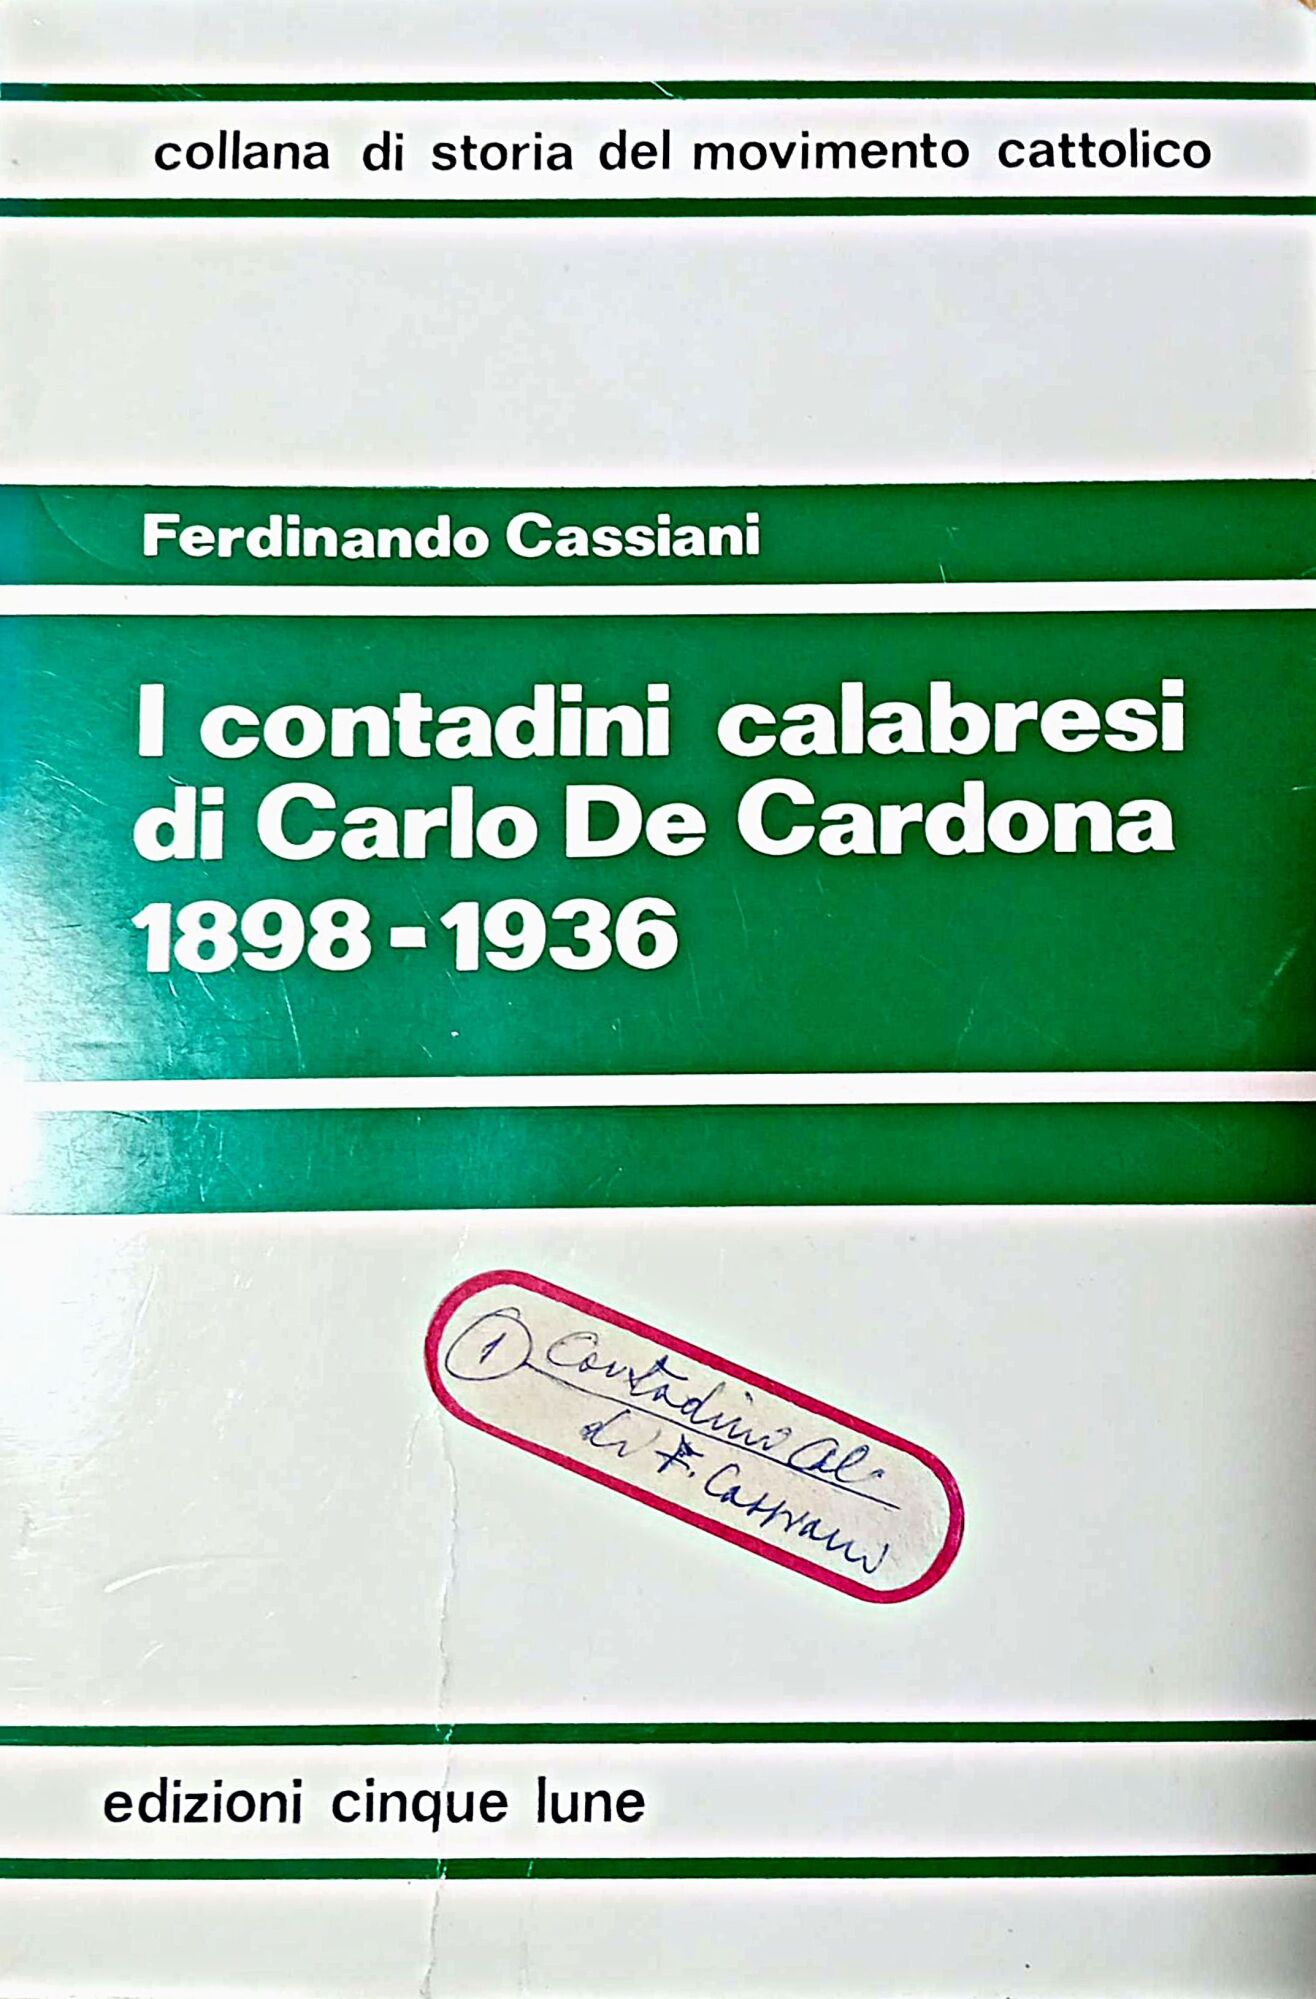 collana di storia del movimento cattolico
Ferdinando Cassiani
I contadini calabresi
di Carlo De Cardona
1898-1936
1 Contadini Cal.
di F. Cassiani
edizioni cinque lune